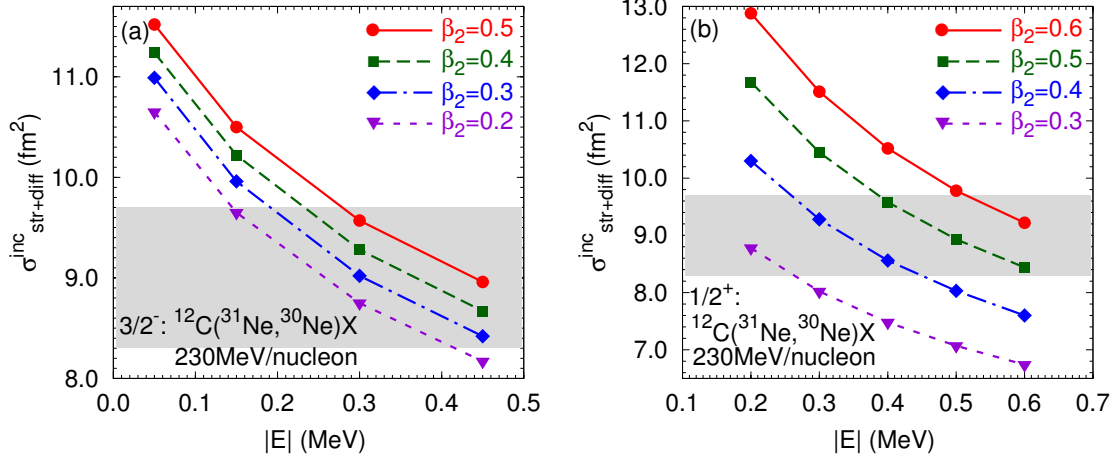 (a)
β2=0.5
β2=0.4
β2=0.3
β2=0.2
σ^inc_str+diff (fm²)
11.0
10.0
9.0
8.0
3/2⁻: ¹²C(³¹Ne,³⁰Ne)X
230MeV/nucleon
0.0 0.1 0.2 0.3 0.4 0.5
|E| (MeV)
(b)
β2=0.6
β2=0.5
β2=0.4
β2=0.3
σ^inc_str+diff (fm²)
13.0
12.0
11.0
10.0
9.0
8.0
7.0
1/2⁺:
¹²C(³¹Ne,³⁰Ne)X
230MeV/nucleon
0.1 0.2 0.3 0.4 0.5 0.6 0.7
|E| (MeV)